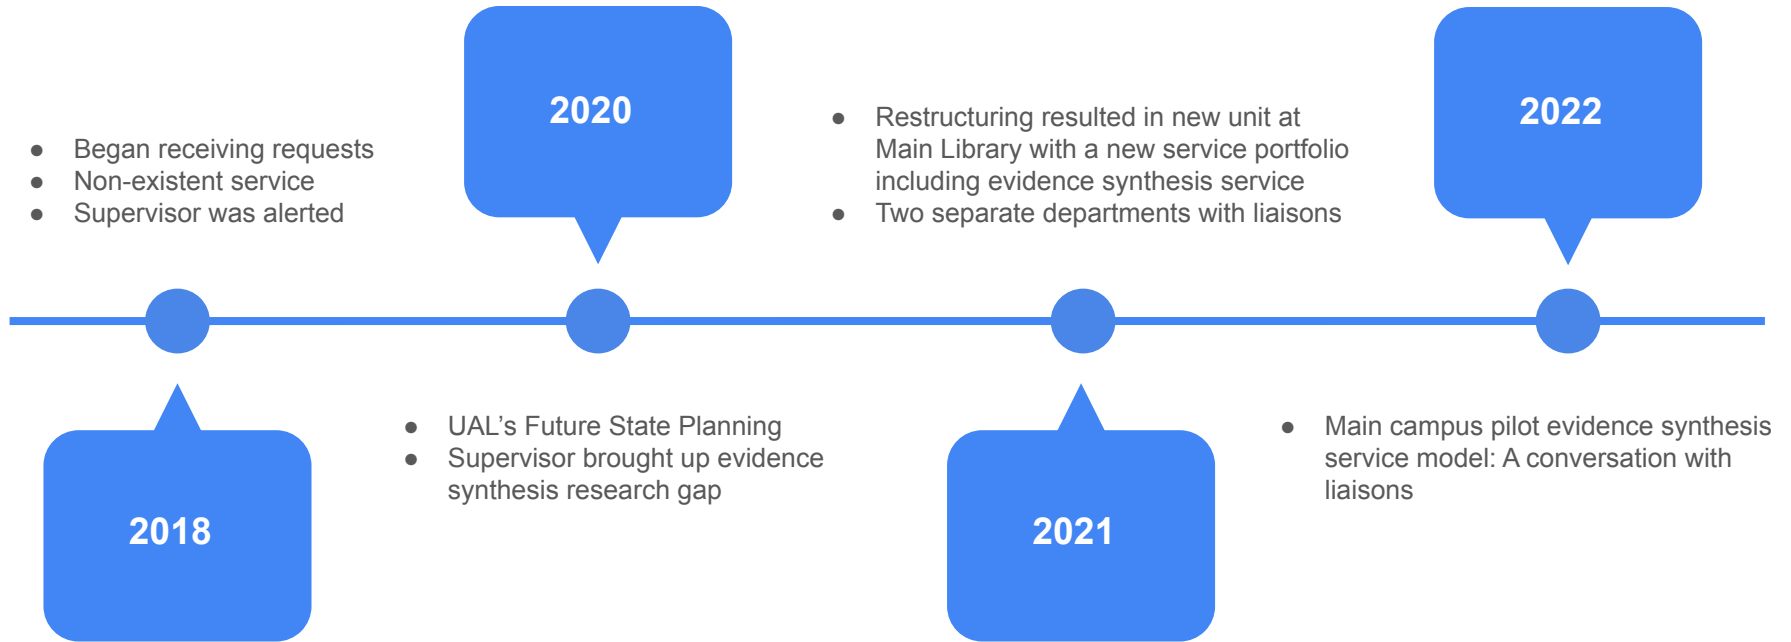 2018
● Began receiving requests
● Non-existent service
● Supervisor was alerted
2020
● UAL’s Future State Planning
● Supervisor brought up evidence
synthesis research gap
2021
● Restructuring resulted in new unit at
Main Library with a new service portfolio
including evidence synthesis service
● Two separate departments with liaisons
2022
● Main campus pilot evidence synthesis
service model: A conversation with
liaisons